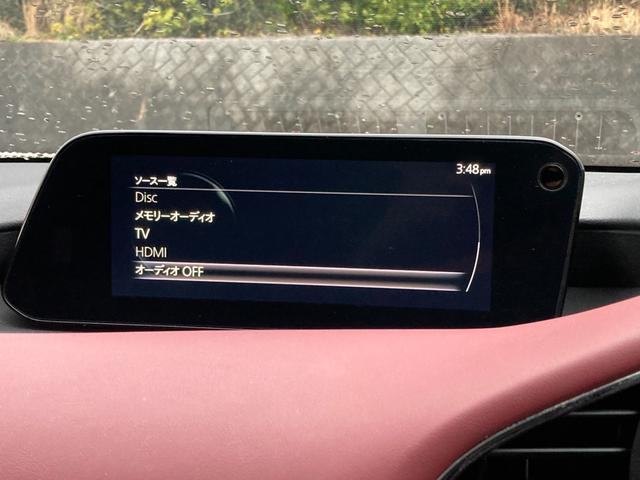 3:48pm
ソース一覧
Disc
メモリーオーディオ
TV
HDMI
オーディオ OFF